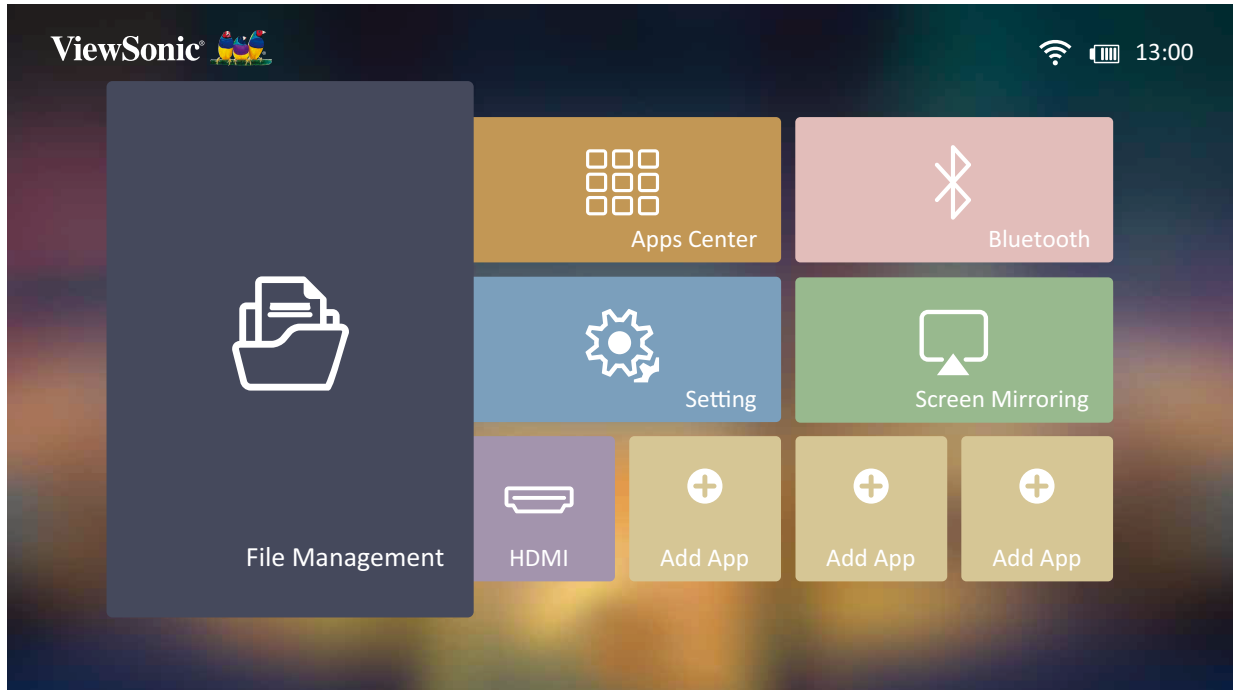 ViewSonic®
13:00
Apps Center
Bluetooth
Setting
Screen Mirroring
File Management
HDMI
Add App
Add App
Add App